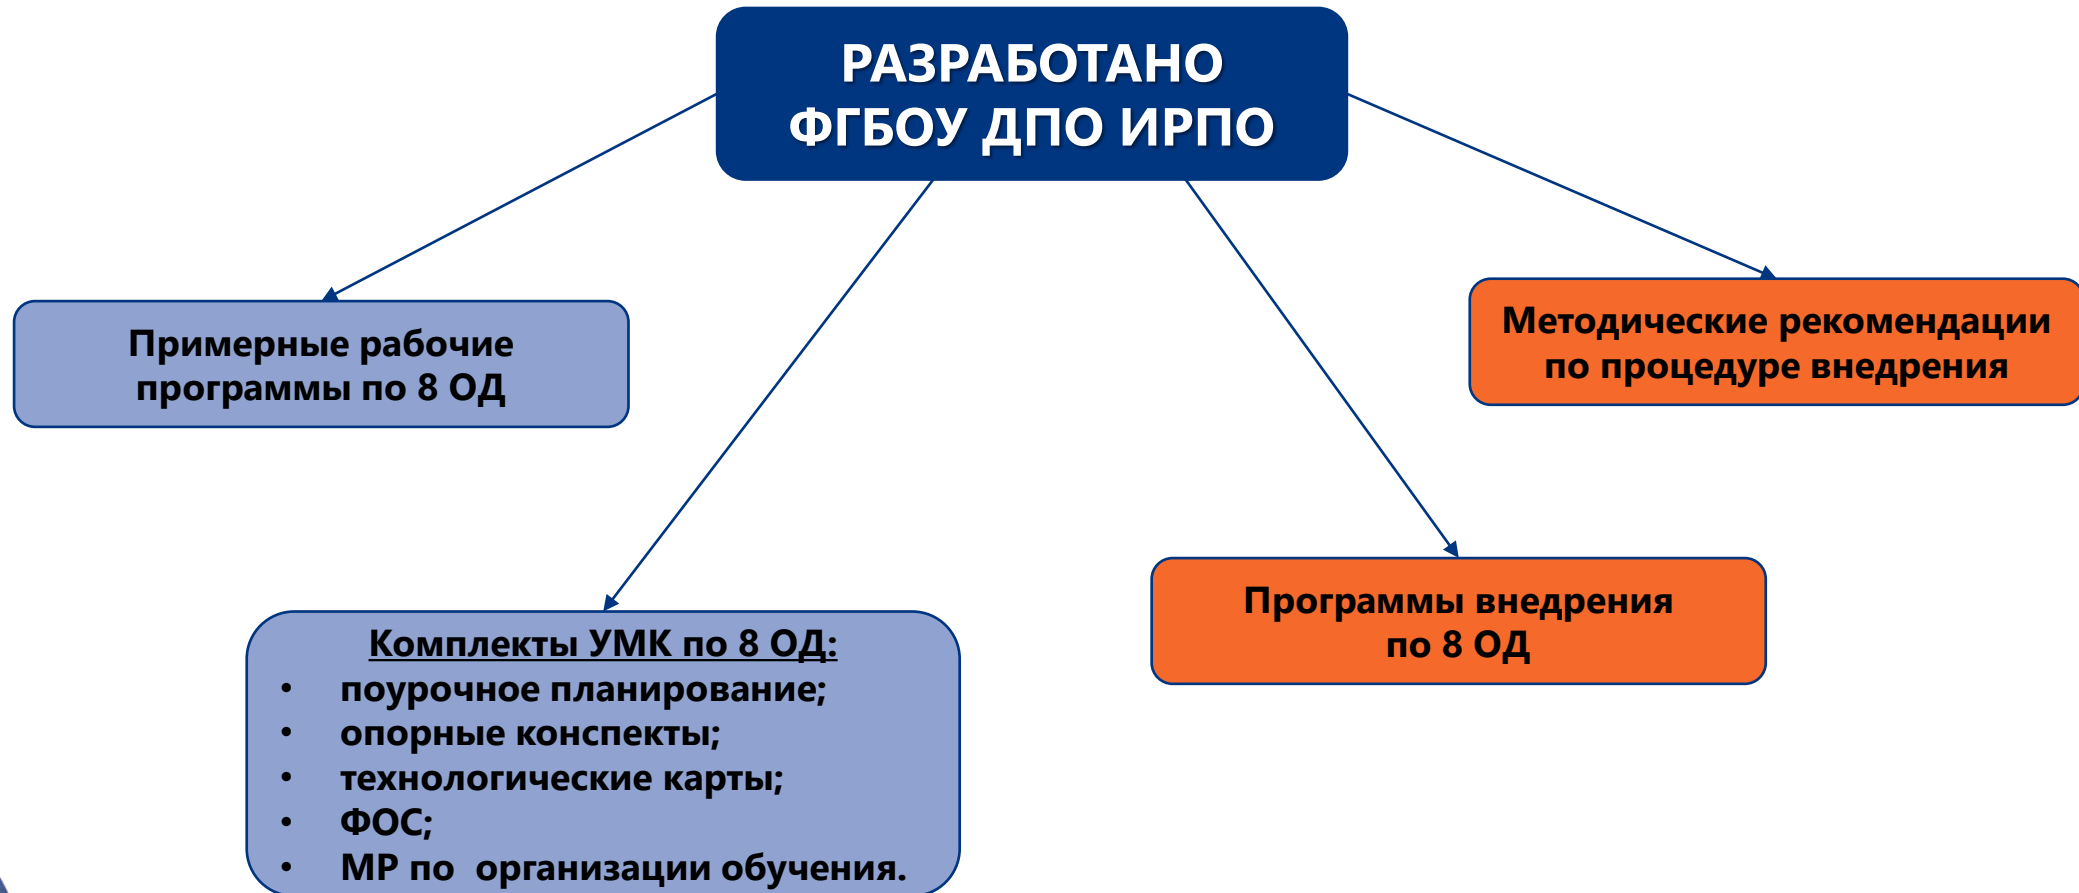 РАЗРАБОТАНО
ФГБОУ ДПО ИРПО
Примерные рабочие
программы по 8 ОД
Методические рекомендации
по процедуре внедрения
Комплекты УМК по 8 ОД:
• поурочное планирование;
• опорные конспекты;
• технологические карты;
• ФОС;
• МР по  организации обучения.
Программы внедрения
по 8 ОД